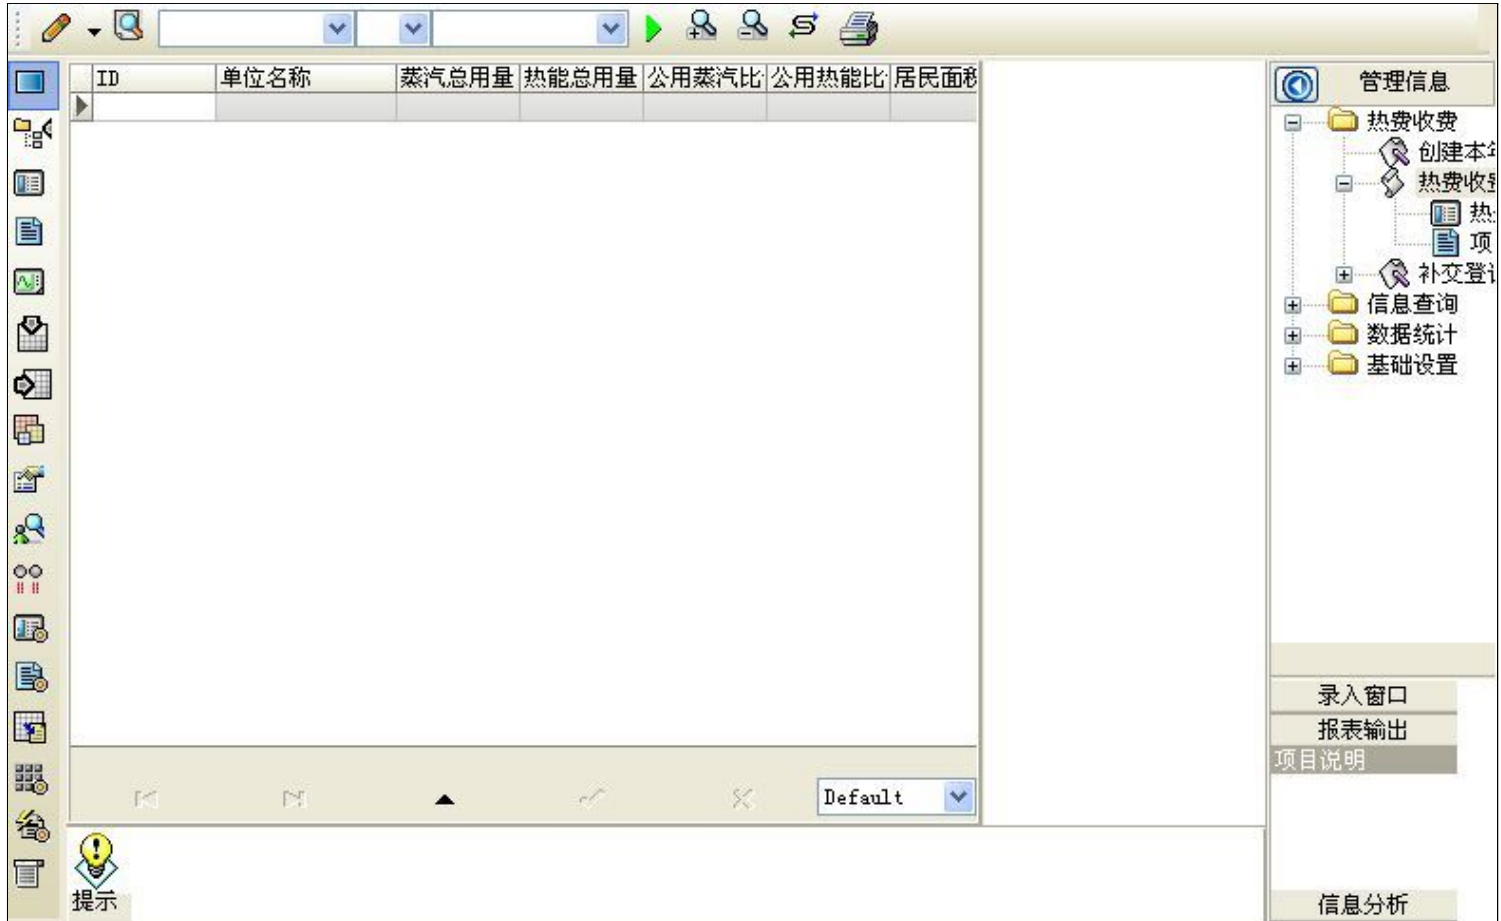 ID 单位名称 蒸汽总用量 热能总用量 公用蒸汽比 公用热能比 居民面积
Default
提示
管理信息
热费收费
创建本年
热费收费
热
项
补交登记
信息查询
数据统计
基础设置
录入窗口
报表输出
项目说明
信息分析